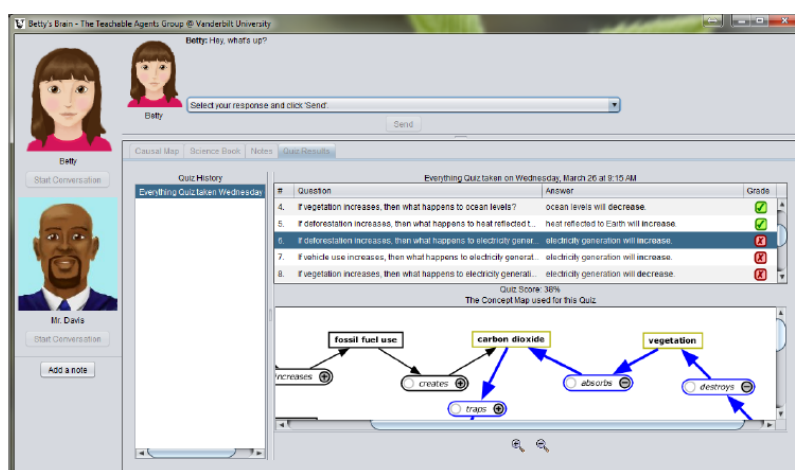 Betty's Brain - The Teachable Agents Group @ Vanderbilt University
Betty: Hey, what's up?
Betty
Select your response and click 'Send'.
Send
Betty
Start Conversation
Mr. Davis
Start Conversation
Add a note
Causal Map Science Book Notes Quiz Results
Quiz History
Everything Quiz taken Wednesday
Everything Quiz taken on Wednesday, March 26 at 9:15 AM
# Question Answer Grade
4. If vegetation increases, then what happens to ocean levels? ocean levels will decrease.
5. If deforestation increases, then what happens to heat reflected t... heat reflected to Earth will increase.
6. If deforestation increases, then what happens to electricity gener... electricity generation will increase.
7. If vehicle use increases, then what happens to electricity generat... electricity generation will increase.
8. If vegetation increases, then what happens to electricity generati... electricity generation will decrease.
Quiz Score: 38%
The Concept Map used for this Quiz
fossil fuel use carbon dioxide vegetation
increases creates absorbs destroys
traps